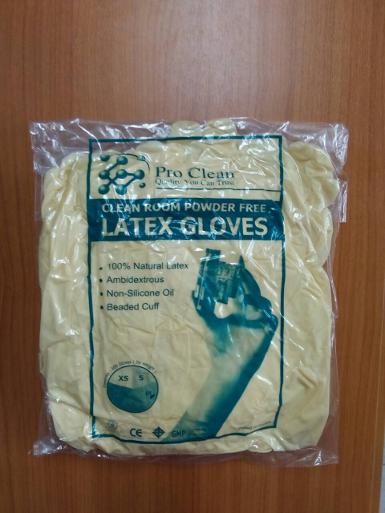 Pro Clean
Quality You Can Trust
CLEAN ROOM POWDER FREE
LATEX GLOVES
• 100% Natural Latex
• Ambidextrous
• Non-Silicone Oil
• Beaded Cuff
XS S
CE GMP